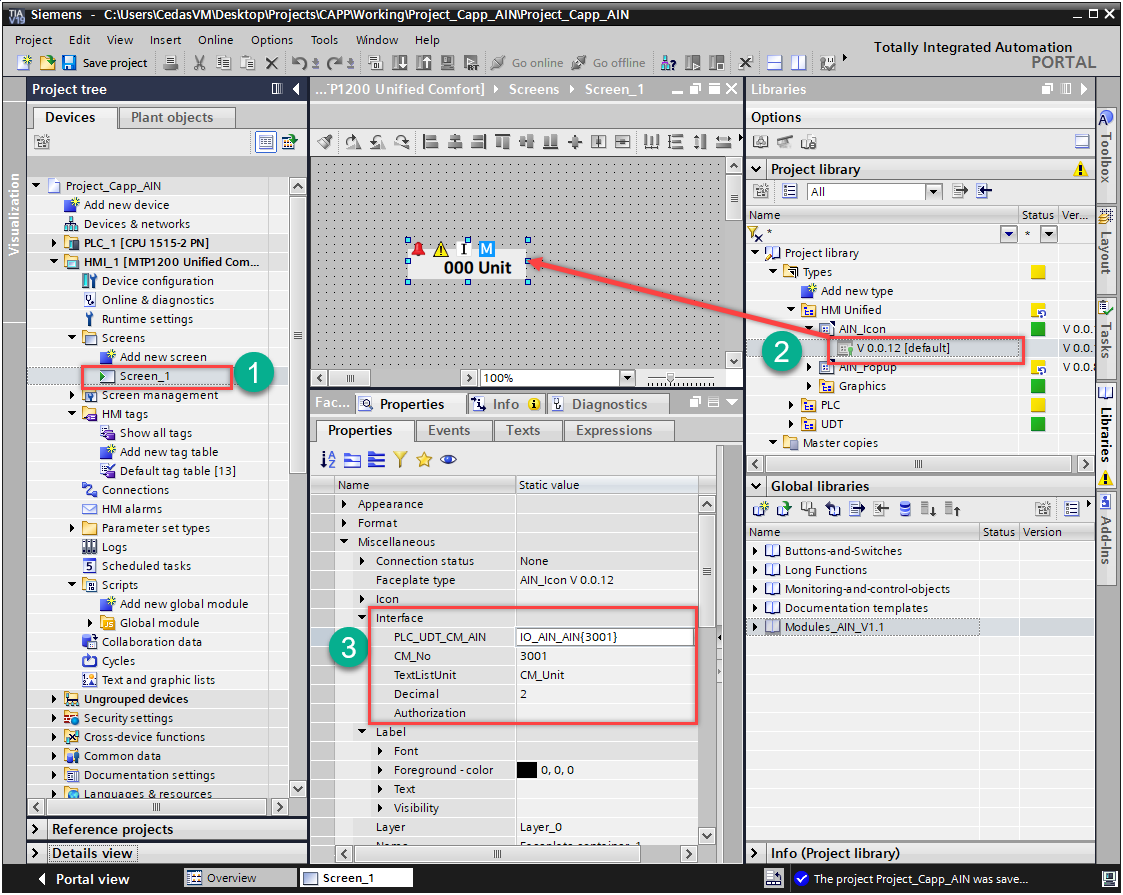 Siemens - C:\Users\CedasVM\Desktop\Projects\CAPP\Working\Project_Capp_AIN\Project_Capp_AIN
Project Edit View Insert Online Options Tools Window Help
Save project Go online Go offline
Totally Integrated Automation
PORTAL
Visualization
Project tree
Devices Plant objects
Project_Capp_AIN
Add new device
Devices & networks
PLC_1 [CPU 1515-2 PN]
HMI_1 [MTP1200 Unified Com...
Device configuration
Online & diagnostics
Runtime settings
Screens
Add new screen
Screen_1
1
Screen management
HMI tags
Show all tags
Add new tag table
Default tag table [13]
Connections
HMI alarms
Parameter set types
Logs
Scheduled tasks
Scripts
Add new global module
Global module
Collaboration data
Cycles
Text and graphic lists
Ungrouped devices
Security settings
Cross-device functions
Common data
Documentation settings
Languages & resources
Reference projects
Details view
...TP1200 Unified Comfort] Screens Screen_1
I M
000 Unit
100%
Fac... Properties Info Diagnostics
Properties Events Texts Expressions
Name Static value
Appearance
Format
Miscellaneous
Connection status None
Faceplate type AIN_Icon V 0.0.12
Icon
Interface
3
PLC_UDT_CM_AIN IO_AIN_AIN{3001}
CM_No 3001
TextListUnit CM_Unit
Decimal 2
Authorization
Label
Font
Foreground - color 0, 0, 0
Text
Visibility
Layer Layer_0
Name Faceplate container_1
Libraries
Options
Project library
All
Name Status Ver...
* *
Project library
Types
Add new type
HMI Unified
AIN_Icon V 0.0.
2
V 0.0.12 [default] V 0.0.
AIN_Popup V 0.0.
Graphics
PLC
UDT
Master copies
Global libraries
Name Status Version
Buttons-and-Switches
Long Functions
Monitoring-and-control-objects
Documentation templates
Modules_AIN_V1.1
Info (Project library)
Toolbox
Layout
Tasks
Libraries
Add-Ins
Portal view Overview Screen_1 The project Project_Capp_AIN was save...